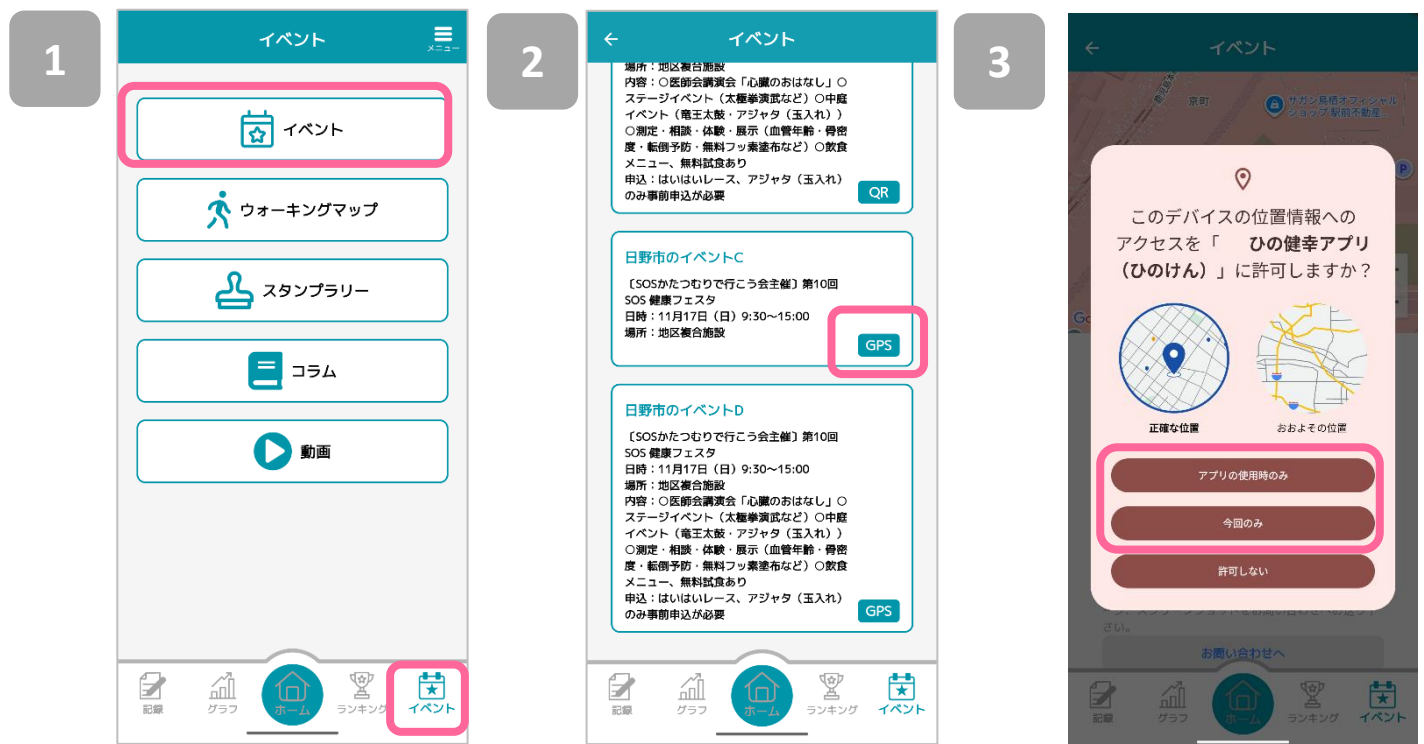 1
イベント
メニュー
イベント
ウォーキングマップ
スタンプラリー
コラム
動画
記録
グラフ
ホーム
ランキング
イベント
2
イベント
場所：地区複合施設
内容：○医師会講演会「心臓のおはなし」○
ステージイベント（太極拳演武など）○中庭
イベント（竜王太鼓・アジャタ（玉入れ））
○測定・相談・体験・展示（血管年齢・骨密
度・転倒予防・無料フッ素塗布など）○飲食
メニュー、無料試食あり
申込：はいはいレース、アジャタ（玉入れ）
のみ事前申込が必要
QR
日野市のイベントC
〔SOSかたつむりで行こう会主催〕第10回
SOS 健康フェスタ
日時：11月17日（日）9:30～15:00
場所：地区複合施設
GPS
日野市のイベントD
〔SOSかたつむりで行こう会主催〕第10回
SOS 健康フェスタ
日時：11月17日（日）9:30～15:00
場所：地区複合施設
内容：○医師会講演会「心臓のおはなし」○
ステージイベント（太極拳演武など）○中庭
イベント（竜王太鼓・アジャタ（玉入れ））
○測定・相談・体験・展示（血管年齢・骨密
度・転倒予防・無料フッ素塗布など）○飲食
メニュー、無料試食あり
申込：はいはいレース、アジャタ（玉入れ）
のみ事前申込が必要
GPS
記録
グラフ
ホーム
ランキング
イベント
3
イベント
京町
サガン鳥栖オフィシャル
ショップ 駅前不動産...
P
このデバイスの位置情報への
アクセスを「 ひの健幸アプリ
（ひのけん）」に許可しますか？
Go
正確な位置
おおよその位置
アプリの使用時のみ
今回のみ
許可しない
さい。
お問い合わせへ
記録
グラフ
ホーム
ランキング
イベント